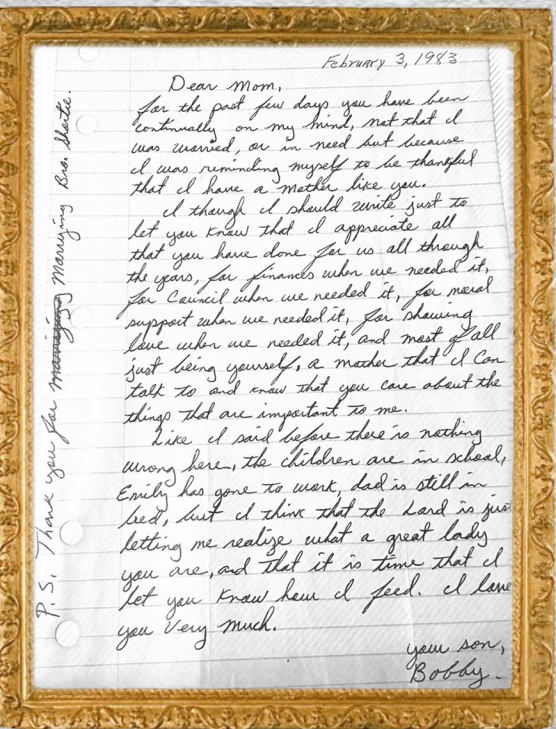 February 3, 1983
Dear Mom,
for the past few days you have been
continually on my mind, not that I
was worried, or in need but because
I was reminding myself to be thankful
that I have a mother like you.
I though I should write just to
let you know that I appreciate all
that you have done for us all through
the years, for finances when we needed it,
for Council when we needed it, for moral
support when we needed it, for showing
love when we needed it, and most of all
just being yourself, a mother that I can
talk to and know that you care about the
things that are important to me.
Like I said before there is nothing
wrong here, the children are in school,
Emily has gone to work, dad is still in
bed, but I think that the Lord is jus
letting me realize what a great lady
you are, and that it is time that I
let you know how I feel. I love
you very much.
your son,
Bobby.
P.S. Thank you for Marrying Bro.